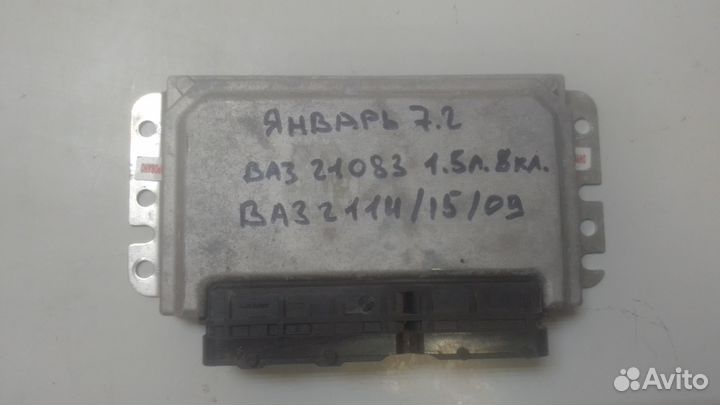 ЯНВАРЬ 7.2
ВАЗ 21083 1.5л. 8кл.
ВАЗ 2114/15/09
Avito